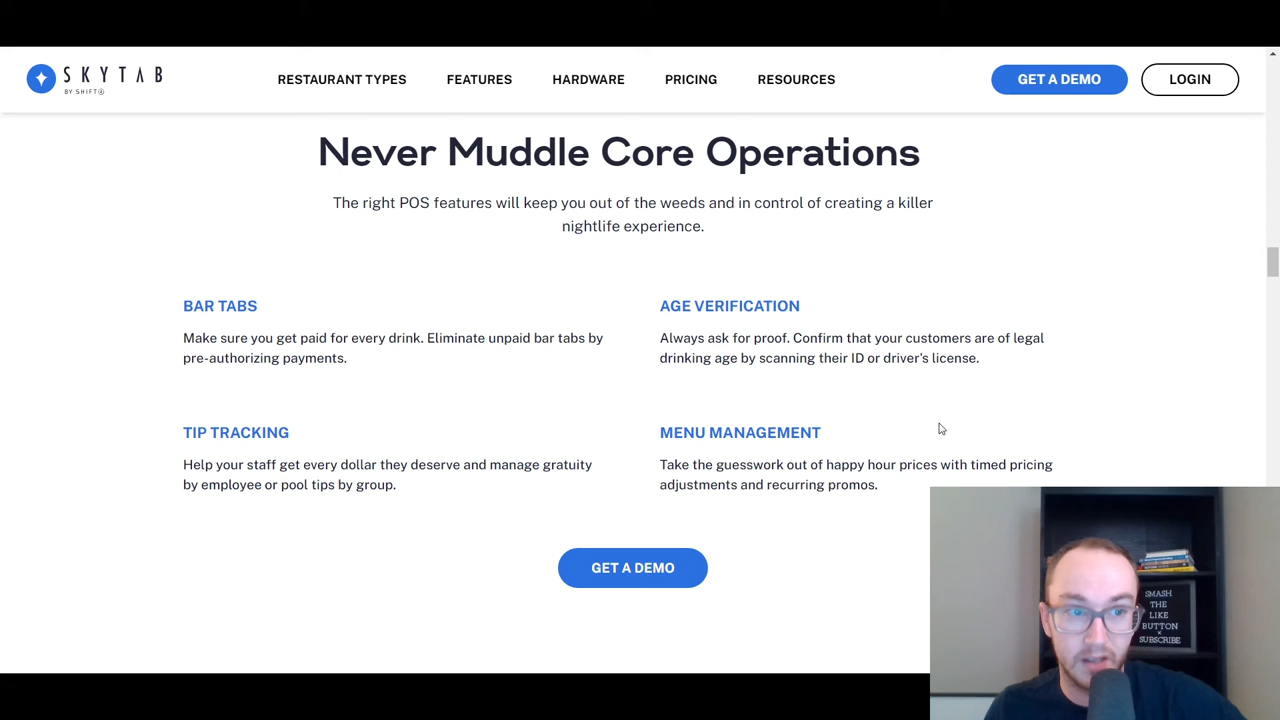 SKYTAB
BY SHIFT4
RESTAURANT TYPES
FEATURES
HARDWARE
PRICING
RESOURCES
GET A DEMO
LOGIN
Never Muddle Core Operations
The right POS features will keep you out of the weeds and in control of creating a killer
nightlife experience.
BAR TABS
Make sure you get paid for every drink. Eliminate unpaid bar tabs by
pre-authorizing payments.
AGE VERIFICATION
Always ask for proof. Confirm that your customers are of legal
drinking age by scanning their ID or driver's license.
TIP TRACKING
Help your staff get every dollar they deserve and manage gratuity
by employee or pool tips by group.
MENU MANAGEMENT
Take the guesswork out of happy hour prices with timed pricing
adjustments and recurring promos.
GET A DEMO
SMASH
THE
LIKE
BUTTON
×
SUBSCRIBE